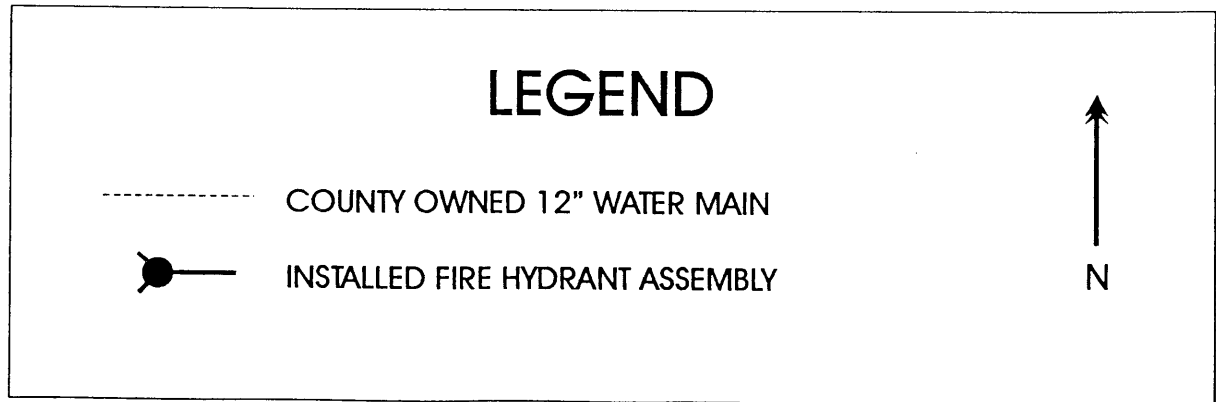 LEGEND
COUNTY OWNED 12" WATER MAIN
INSTALLED FIRE HYDRANT ASSEMBLY
N